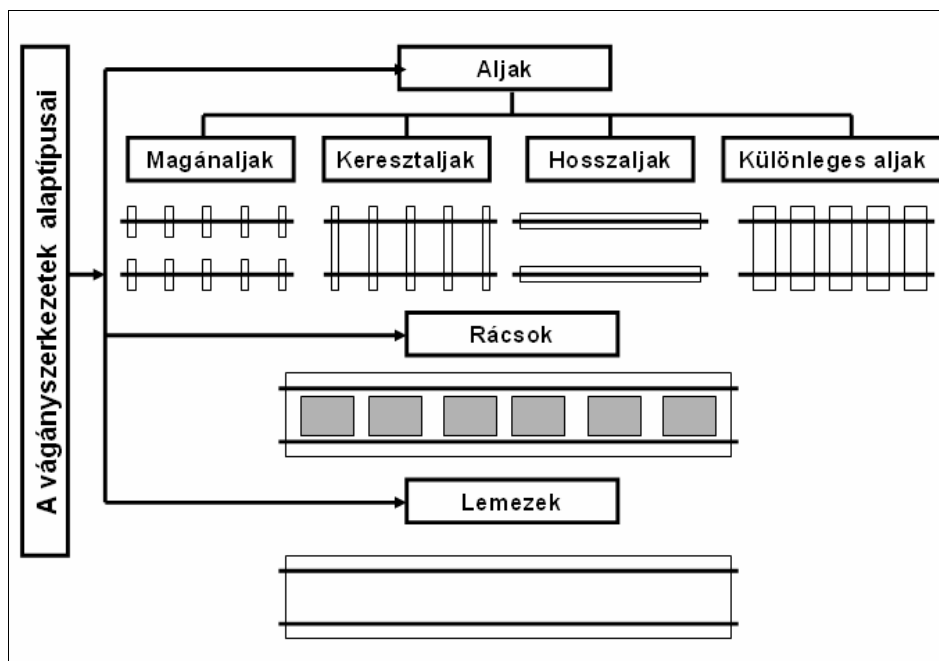 A vágányszerkezetek alaptípusai
Aljak
Magánaljak
Keresztaljak
Hosszaljak
Különleges aljak
Rácsok
Lemezek